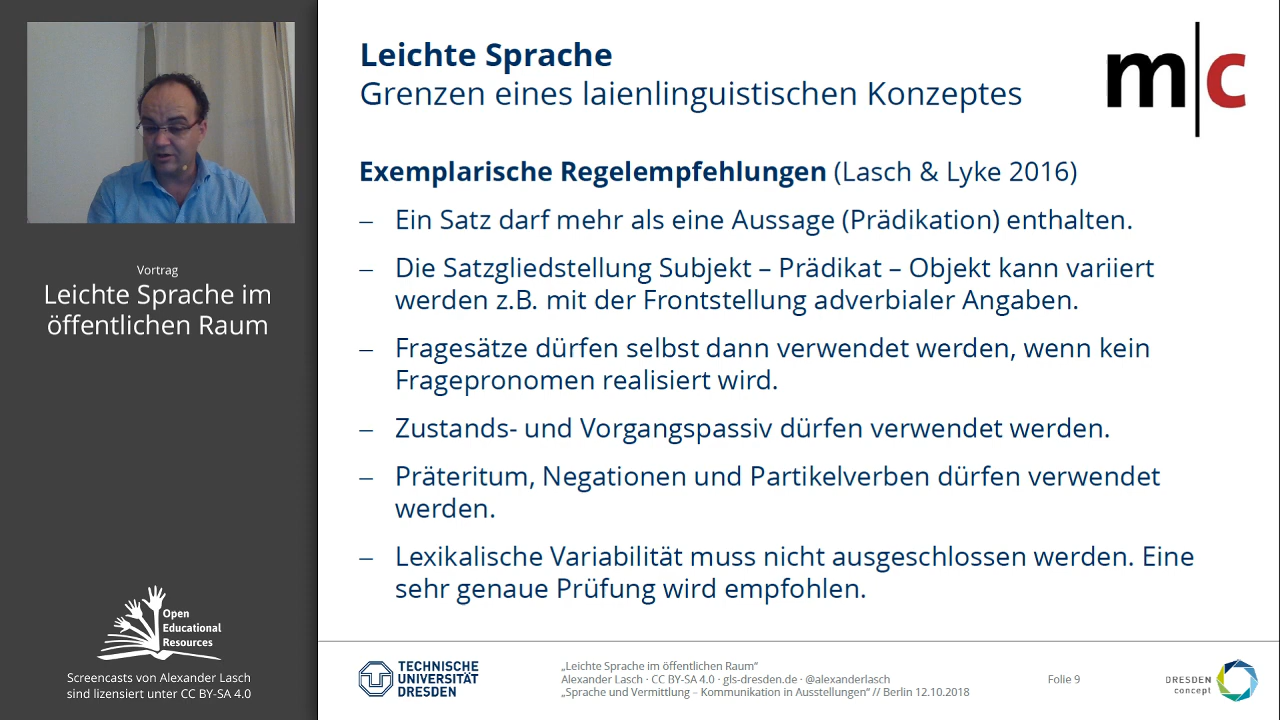 Vortrag
Leichte Sprache im
öffentlichen Raum
Open
Educational
Resources
Screencasts von Alexander Lasch
sind lizensiert unter CC BY-SA 4.0
Leichte Sprache
Grenzen eines laienlinguistischen Konzeptes
m|c
Exemplarische Regelempfehlungen (Lasch & Lyke 2016)
– Ein Satz darf mehr als eine Aussage (Prädikation) enthalten.
– Die Satzgliedstellung Subjekt – Prädikat – Objekt kann variiert
werden z.B. mit der Frontstellung adverbialer Angaben.
– Fragesätze dürfen selbst dann verwendet werden, wenn kein
Fragepronomen realisiert wird.
– Zustands- und Vorgangspassiv dürfen verwendet werden.
– Präteritum, Negationen und Partikelverben dürfen verwendet
werden.
– Lexikalische Variabilität muss nicht ausgeschlossen werden. Eine
sehr genaue Prüfung wird empfohlen.
TECHNISCHE
UNIVERSITÄT
DRESDEN
„Leichte Sprache im öffentlichen Raum“
Alexander Lasch · CC BY-SA 4.0 · gls-dresden.de · @alexanderlasch
„Sprache und Vermittlung – Kommunikation in Ausstellungen“ // Berlin 12.10.2018
Folie 9
DRESDEN
concept